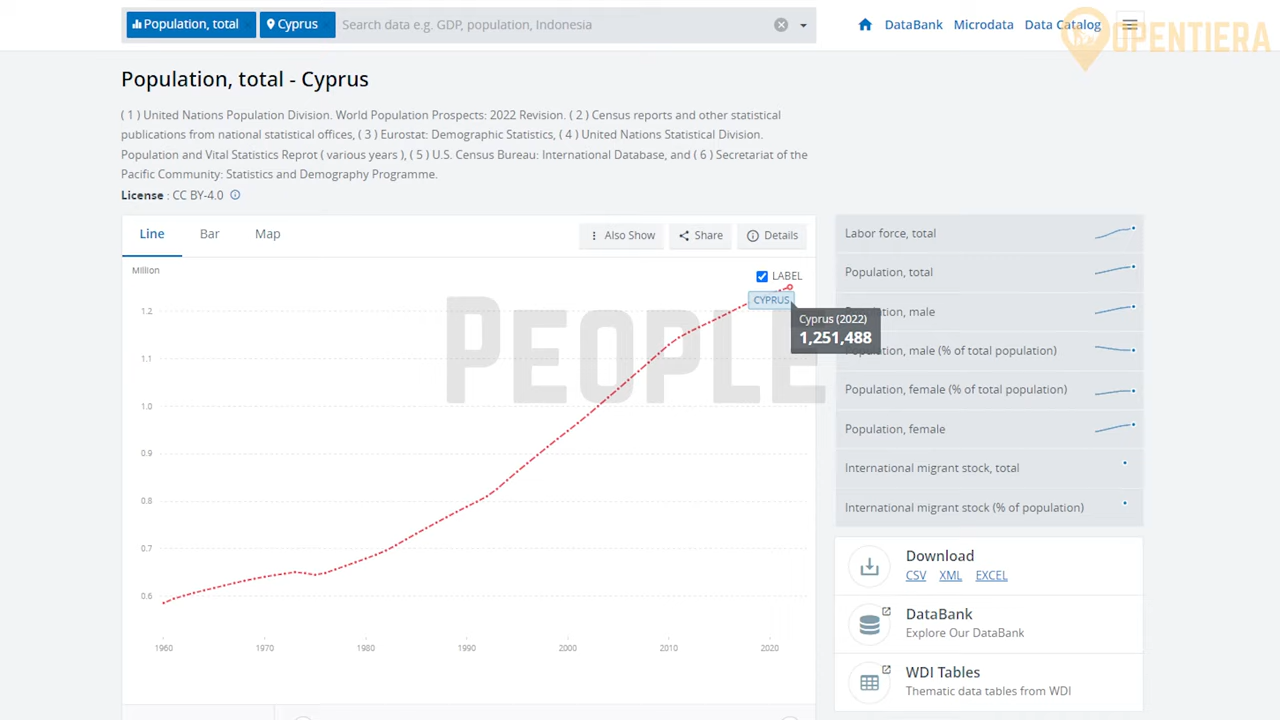 Population, total
Cyprus
Search data e.g. GDP, population, Indonesia
DataBank
Microdata
Data Catalog
OPENTIERA
Population, total - Cyprus
( 1 ) United Nations Population Division. World Population Prospects: 2022 Revision. ( 2 ) Census reports and other statistical
publications from national statistical offices, ( 3 ) Eurostat: Demographic Statistics, ( 4 ) United Nations Statistical Division.
Population and Vital Statistics Reprot ( various years ), ( 5 ) U.S. Census Bureau: International Database, and ( 6 ) Secretariat of the
Pacific Community: Statistics and Demography Programme.
License : CC BY-4.0
Line
Bar
Map
Also Show
Share
Details
Million
LABEL
1.2
1.1
1.0
0.9
0.8
0.7
0.6
1960
1970
1980
1990
2000
2010
2020
PEOPLE
CYPRUS
Cyprus (2022)
1,251,488
Labor force, total
Population, total
ulation, male
ulation, male (% of total population)
Population, female (% of total population)
Population, female
International migrant stock, total
International migrant stock (% of population)
Download
CSV XML EXCEL
DataBank
Explore Our DataBank
WDI Tables
Thematic data tables from WDI